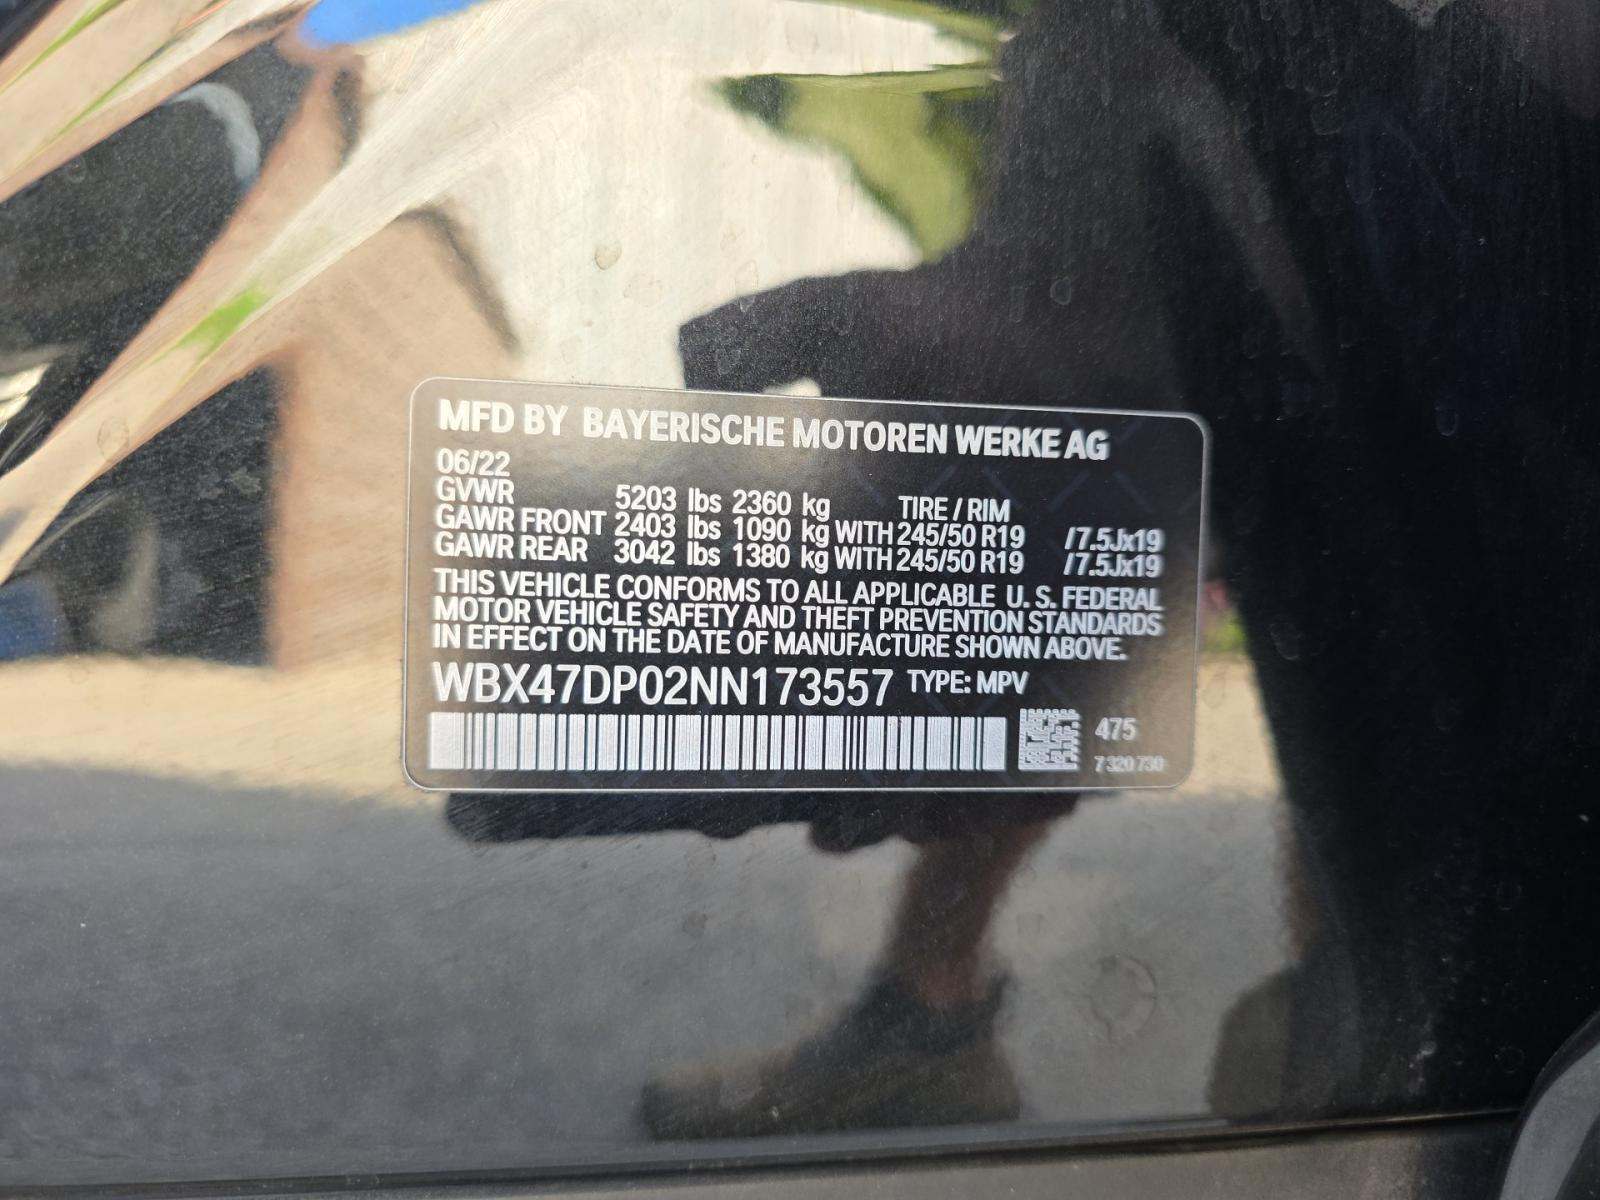 MFD BY BAYERISCHE MOTOREN WERKE AG
06/22
GVWR 5203 lbs 2360 kg TIRE / RIM
GAWR FRONT 2403 lbs 1090 kg WITH 245/50 R19 / 7.5Jx19
GAWR REAR 3042 lbs 1380 kg WITH 245/50 R19 / 7.5Jx19
THIS VEHICLE CONFORMS TO ALL APPLICABLE U. S. FEDERAL
MOTOR VEHICLE SAFETY AND THEFT PREVENTION STANDARDS
IN EFFECT ON THE DATE OF MANUFACTURE SHOWN ABOVE.
WBX47DP02NN173557 TYPE: MPV
475
7 320 730